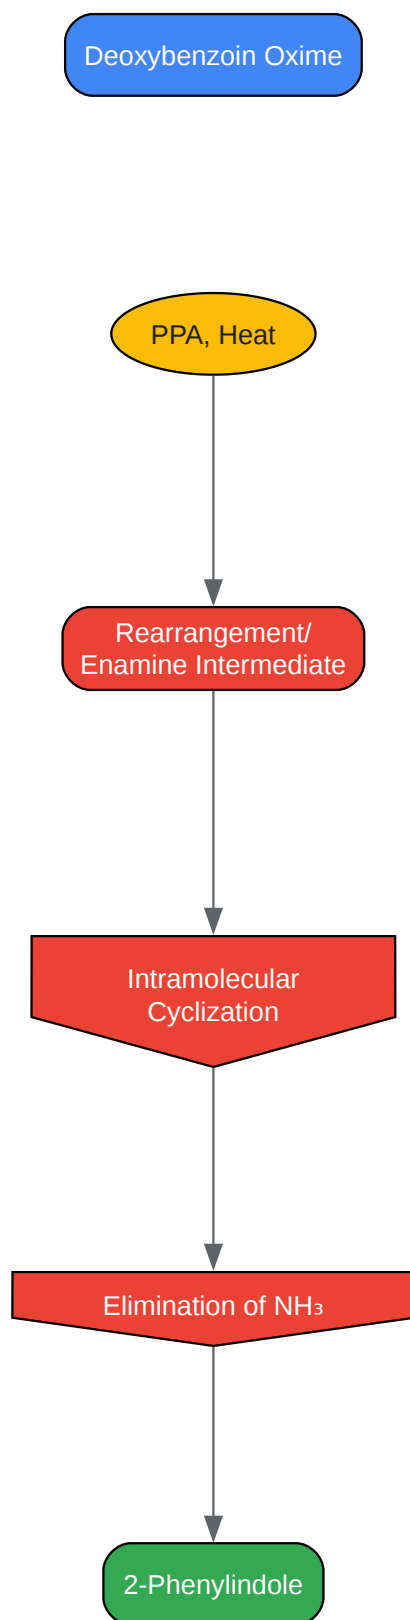 Deoxybenzoin Oxime
PPA, Heat
Rearrangement/
Enamine Intermediate
Intramolecular
Cyclization
Elimination of NH₃
2-Phenylindole